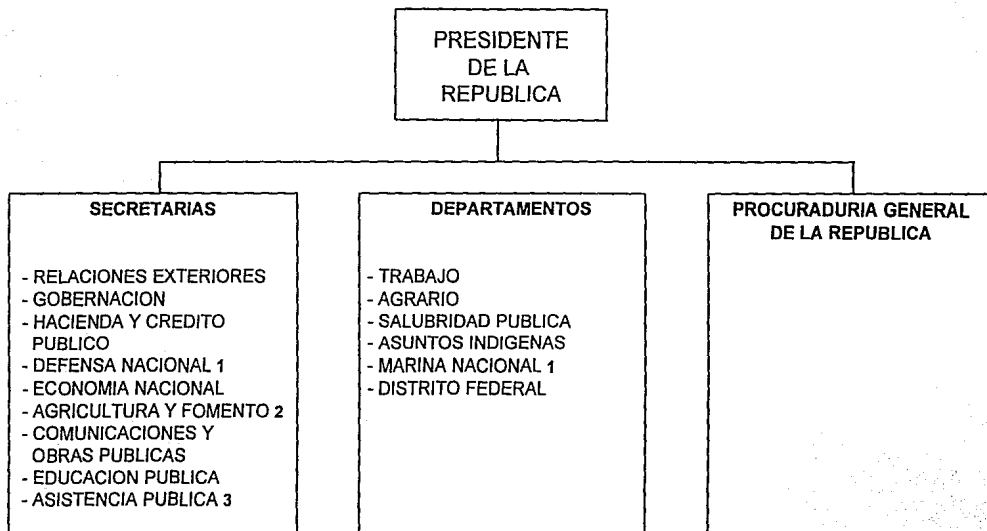 PRESIDENTE
DE LA
REPUBLICA
SECRETARIAS
- RELACIONES EXTERIORES
- GOBERNACION
- HACIENDA Y CREDITO
PUBLICO
- DEFENSA NACIONAL 1
- ECONOMIA NACIONAL
- AGRICULTURA Y FOMENTO 2
- COMUNICACIONES Y
OBRAS PUBLICAS
- EDUCACION PUBLICA
- ASISTENCIA PUBLICA 3
DEPARTAMENTOS
- TRABAJO
- AGRARIO
- SALUBRIDAD PUBLICA
- ASUNTOS INDIGENAS
- MARINA NACIONAL 1
- DISTRITO FEDERAL
PROCURADURIA GENERAL
DE LA REPUBLICA